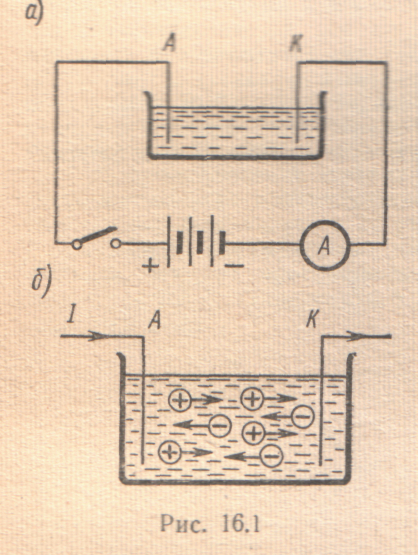 а)
А К
А
+ −
б)
I А К
+ +
−
− +
+ −
Рис. 16.1